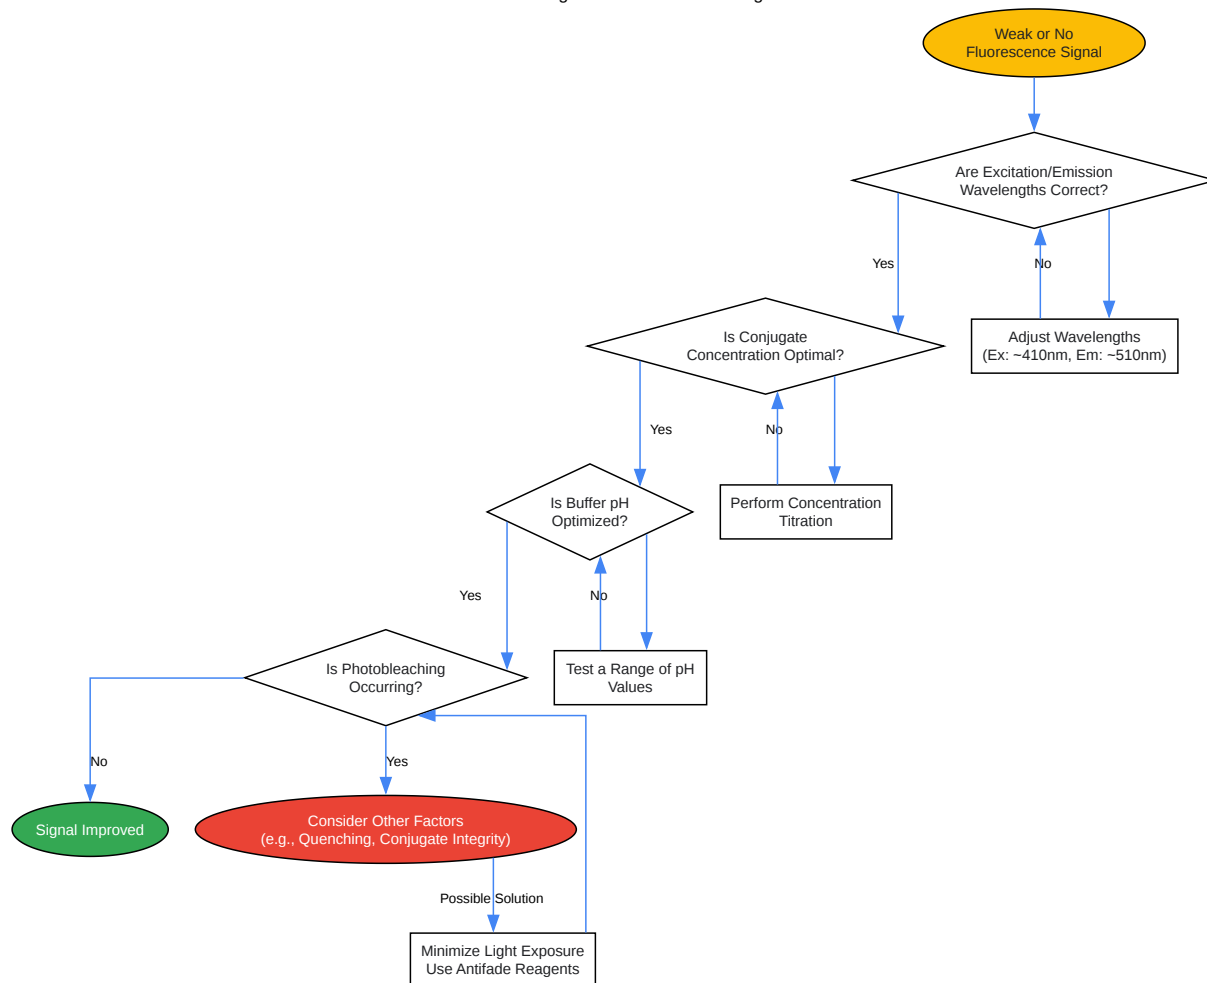 Weak or No
Fluorescence Signal
Are Excitation/Emission
Wavelengths Correct?
Yes
No
Is Conjugate
Concentration Optimal?
Adjust Wavelengths
(Ex: ~410nm, Em: ~510nm)
Yes
No
Is Buffer pH
Optimized?
Perform Concentration
Titration
Yes
No
Is Photobleaching
Occurring?
Test a Range of pH
Values
No
Yes
Signal Improved
Consider Other Factors
(e.g., Quenching, Conjugate Integrity)
Possible Solution
Minimize Light Exposure
Use Antifade Reagents